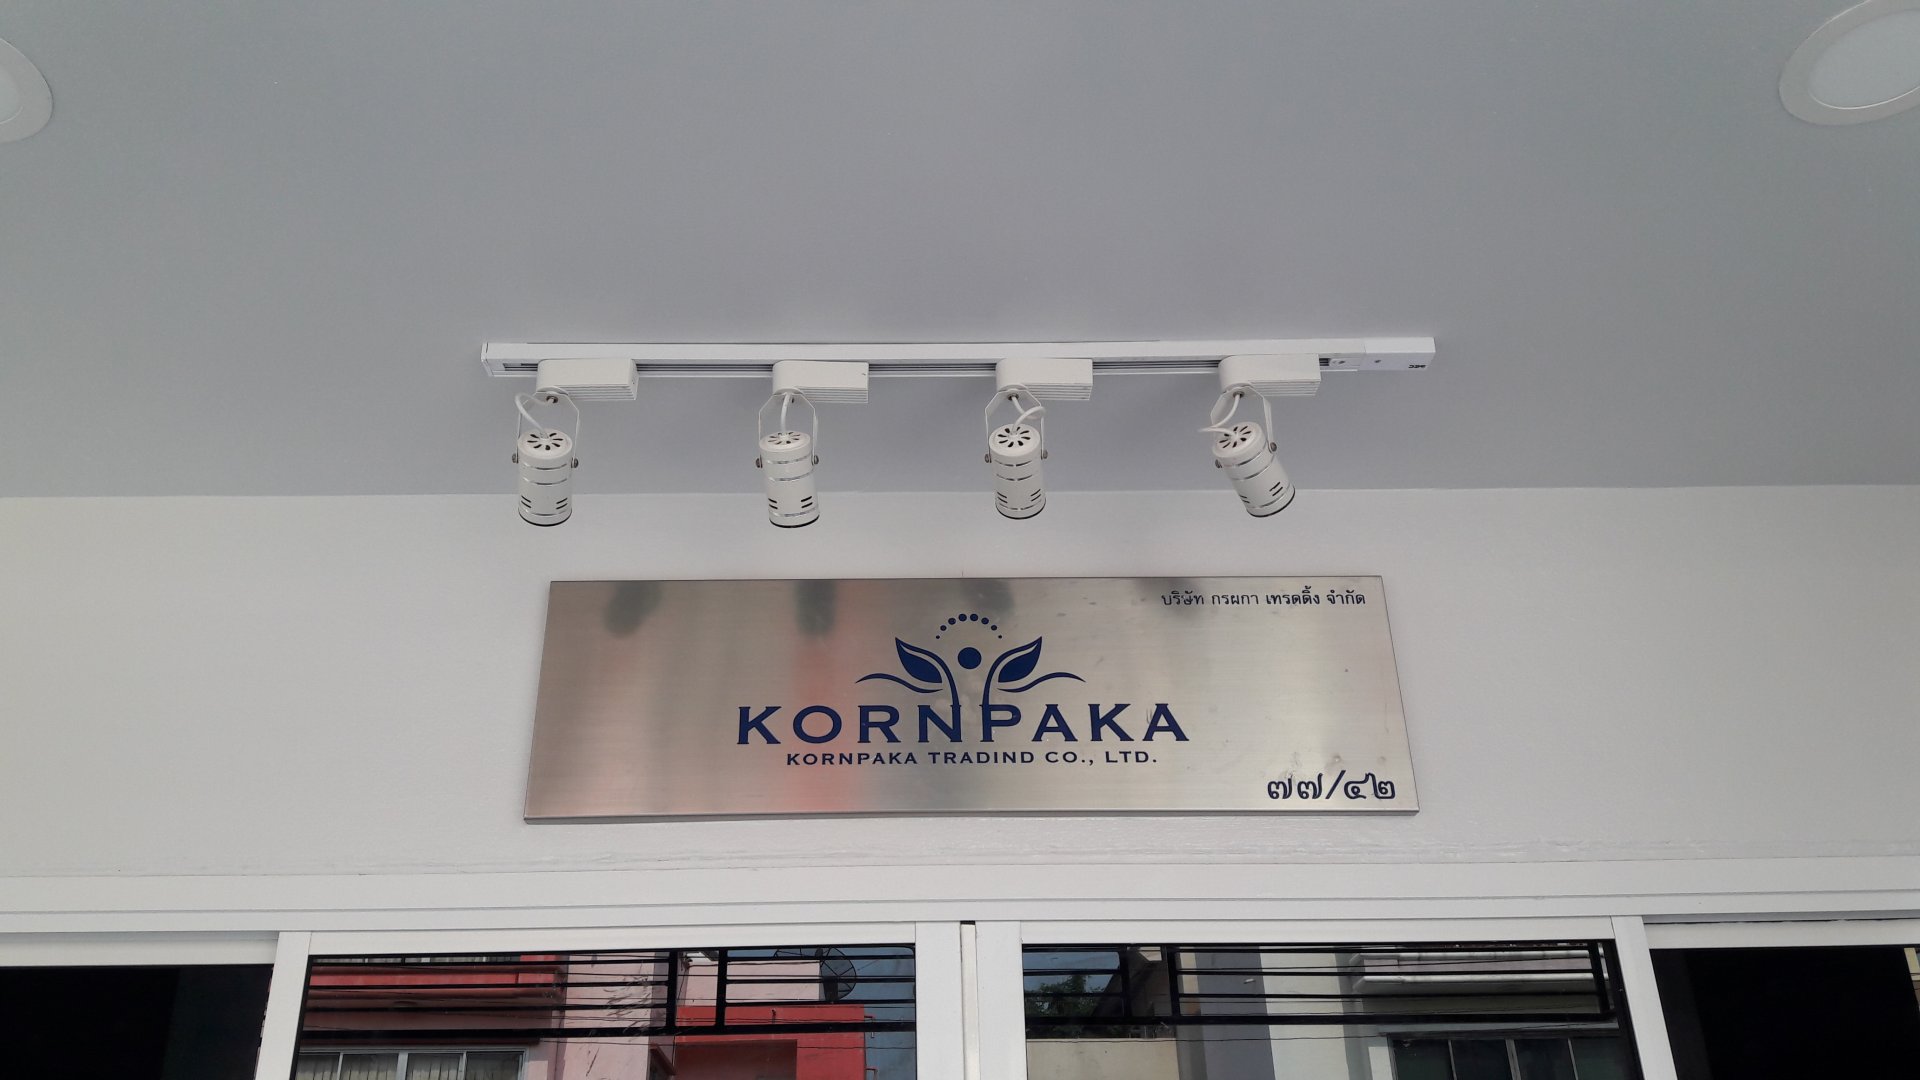 บริษัท กรผกา เทรดดิ้ง จำกัด
KORNPAKA
KORNPAKA TRADIND CO., LTD.
๗๗/๔๒